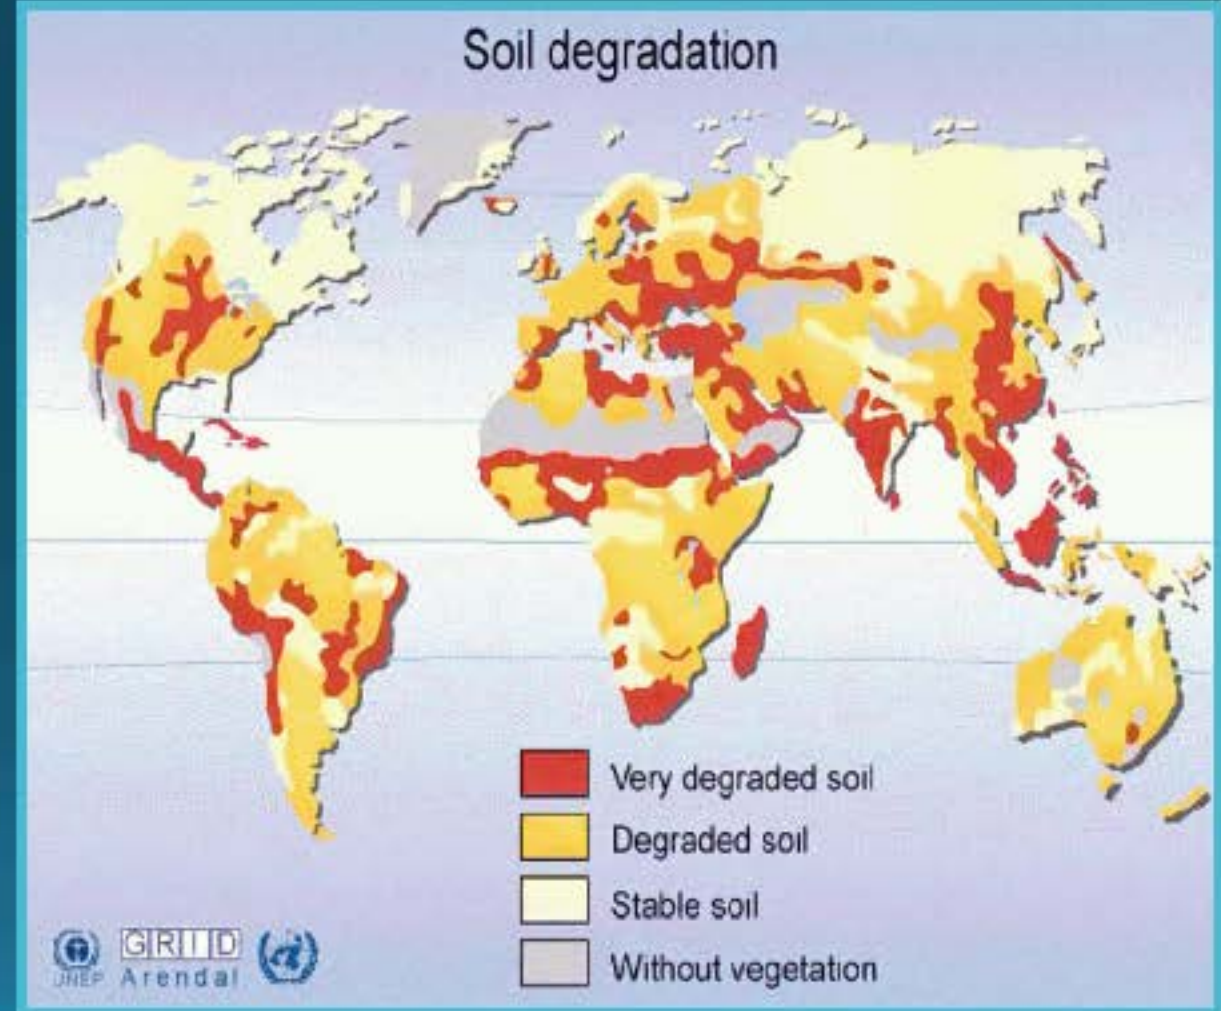 Soil degradation
Very degraded soil
Degraded soil
Stable soil
Without vegetation
UNEP
GRID
Arendal